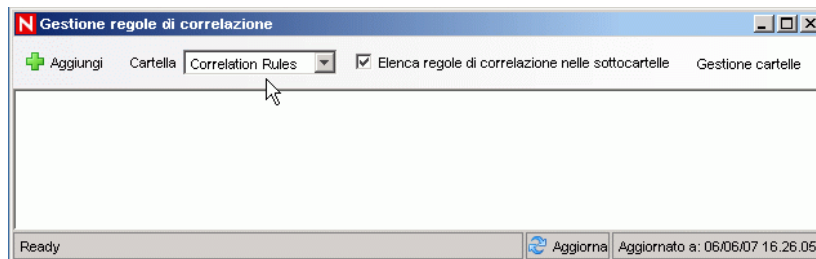 N Gestione regole di correlazione
Aggiungi Cartella Correlation Rules Elenca regole di correlazione nelle sottocartelle Gestione cartelle
Ready Aggiorna Aggiornato a: 06/06/07 16.26.05